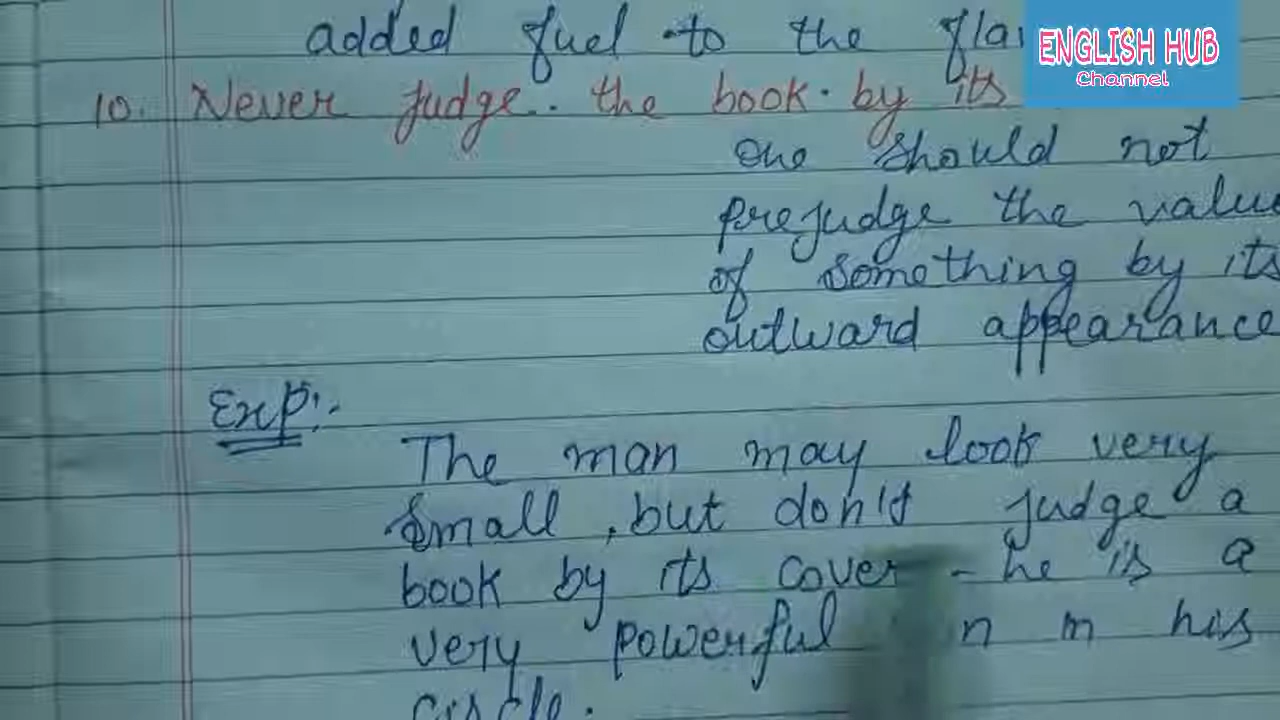 added fuel to the fla
ENGLISH HUB
Channel
10. Never judge the book by its
one should not
prejudge the value
of something by its
outward appearance
Exp:-
The man may look very
small, but don't judge a
book by its cover - he is a
very powerful in his
circle.